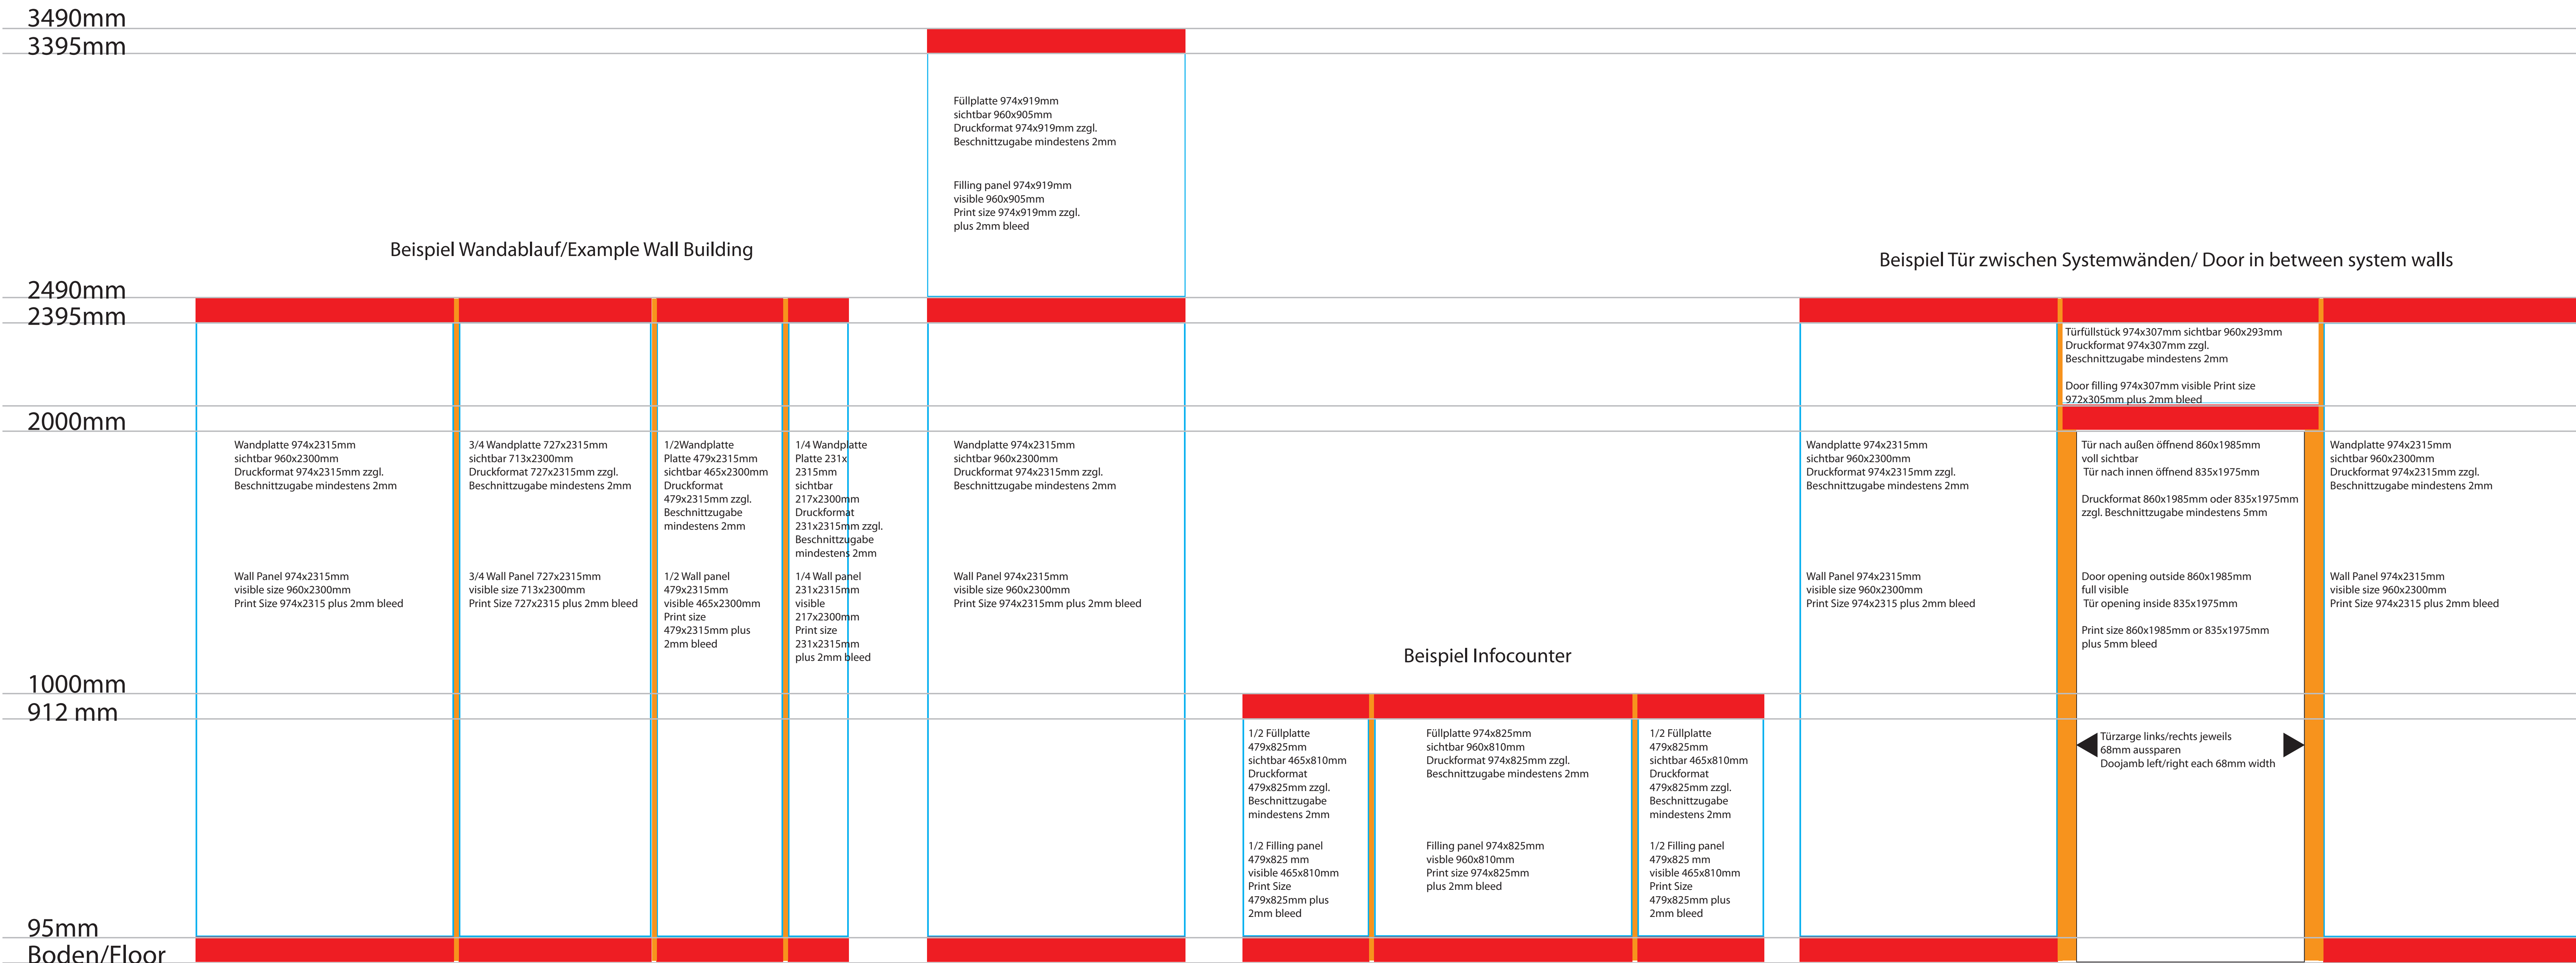 3490mm
3395mm
Füllplatte 974x919mm
sichtbar 960x905mm
Druckformat 974x919mm zzgl.
Beschnittzugabe mindestens 2mm
Filling panel 974x919mm
visible 960x905mm
Print size 974x919mm zzgl.
plus 2mm bleed
Beispiel Wandablauf/Example Wall Building
Beispiel Tür zwischen Systemwänden/ Door in between system walls
2490mm
2395mm
Türfüllstück 974x307mm sichtbar 960x293mm
Druckformat 974x307mm zzgl.
Beschnittzugabe mindestens 2mm
Door filling 974x307mm visible Print size
972x305mm plus 2mm bleed
2000mm
Wandplatte 974x2315mm
sichtbar 960x2300mm
Druckformat 974x2315mm zzgl.
Beschnittzugabe mindestens 2mm
Wall Panel 974x2315mm
visible size 960x2300mm
Print Size 974x2315 plus 2mm bleed
3/4 Wandplatte 727x2315mm
sichtbar 713x2300mm
Druckformat 727x2315mm zzgl.
Beschnittzugabe mindestens 2mm
3/4 Wall Panel 727x2315mm
visible size 713x2300mm
Print Size 727x2315 plus 2mm bleed
1/2Wandplatte
Platte 479x2315mm
sichtbar 465x2300mm
Druckformat
479x2315mm zzgl.
Beschnittzugabe
mindestens 2mm
1/2 Wall panel
479x2315mm
visible 465x2300mm
Print size
479x2315mm plus
2mm bleed
1/4 Wandplatte
Platte 231x
2315mm
sichtbar
217x2300mm
Druckformat
231x2315mm zzgl.
Beschnittzugabe
mindestens 2mm
1/4 Wall panel
231x2315mm
visible
217x2300mm
Print size
231x2315mm
plus 2mm bleed
Wandplatte 974x2315mm
sichtbar 960x2300mm
Druckformat 974x2315mm zzgl.
Beschnittzugabe mindestens 2mm
Wall Panel 974x2315mm
visible size 960x2300mm
Print Size 974x2315mm plus 2mm bleed
Wandplatte 974x2315mm
sichtbar 960x2300mm
Druckformat 974x2315mm zzgl.
Beschnittzugabe mindestens 2mm
Wall Panel 974x2315mm
visible size 960x2300mm
Print Size 974x2315 plus 2mm bleed
Tür nach außen öffnend 860x1985mm
voll sichtbar
Tür nach innen öffnend 835x1975mm
Druckformat 860x1985mm oder 835x1975mm
zzgl. Beschnittzugabe mindestens 5mm
Door opening outside 860x1985mm
full visible
Tür opening inside 835x1975mm
Print size 860x1985mm or 835x1975mm
plus 5mm bleed
Wandplatte 974x2315mm
sichtbar 960x2300mm
Druckformat 974x2315mm zzgl.
Beschnittzugabe mindestens 2mm
Wall Panel 974x2315mm
visible size 960x2300mm
Print Size 974x2315 plus 2mm bleed
Beispiel Infocounter
1000mm
912 mm
1/2 Füllplatte
479x825mm
sichtbar 465x810mm
Druckformat
479x825mm zzgl.
Beschnittzugabe
mindestens 2mm
1/2 Filling panel
479x825 mm
visible 465x810mm
Print Size
479x825mm plus
2mm bleed
Füllplatte 974x825mm
sichtbar 960x810mm
Druckformat 974x825mm zzgl.
Beschnittzugabe mindestens 2mm
Filling panel 974x825mm
visble 960x810mm
Print size 974x825mm
plus 2mm bleed
1/2 Füllplatte
479x825mm
sichtbar 465x810mm
Druckformat
479x825mm zzgl.
Beschnittzugabe
mindestens 2mm
1/2 Filling panel
479x825 mm
visible 465x810mm
Print Size
479x825mm plus
2mm bleed
Türzarge links/rechts jeweils
68mm aussparen
Doojamb left/right each 68mm width
95mm
Boden/Floor